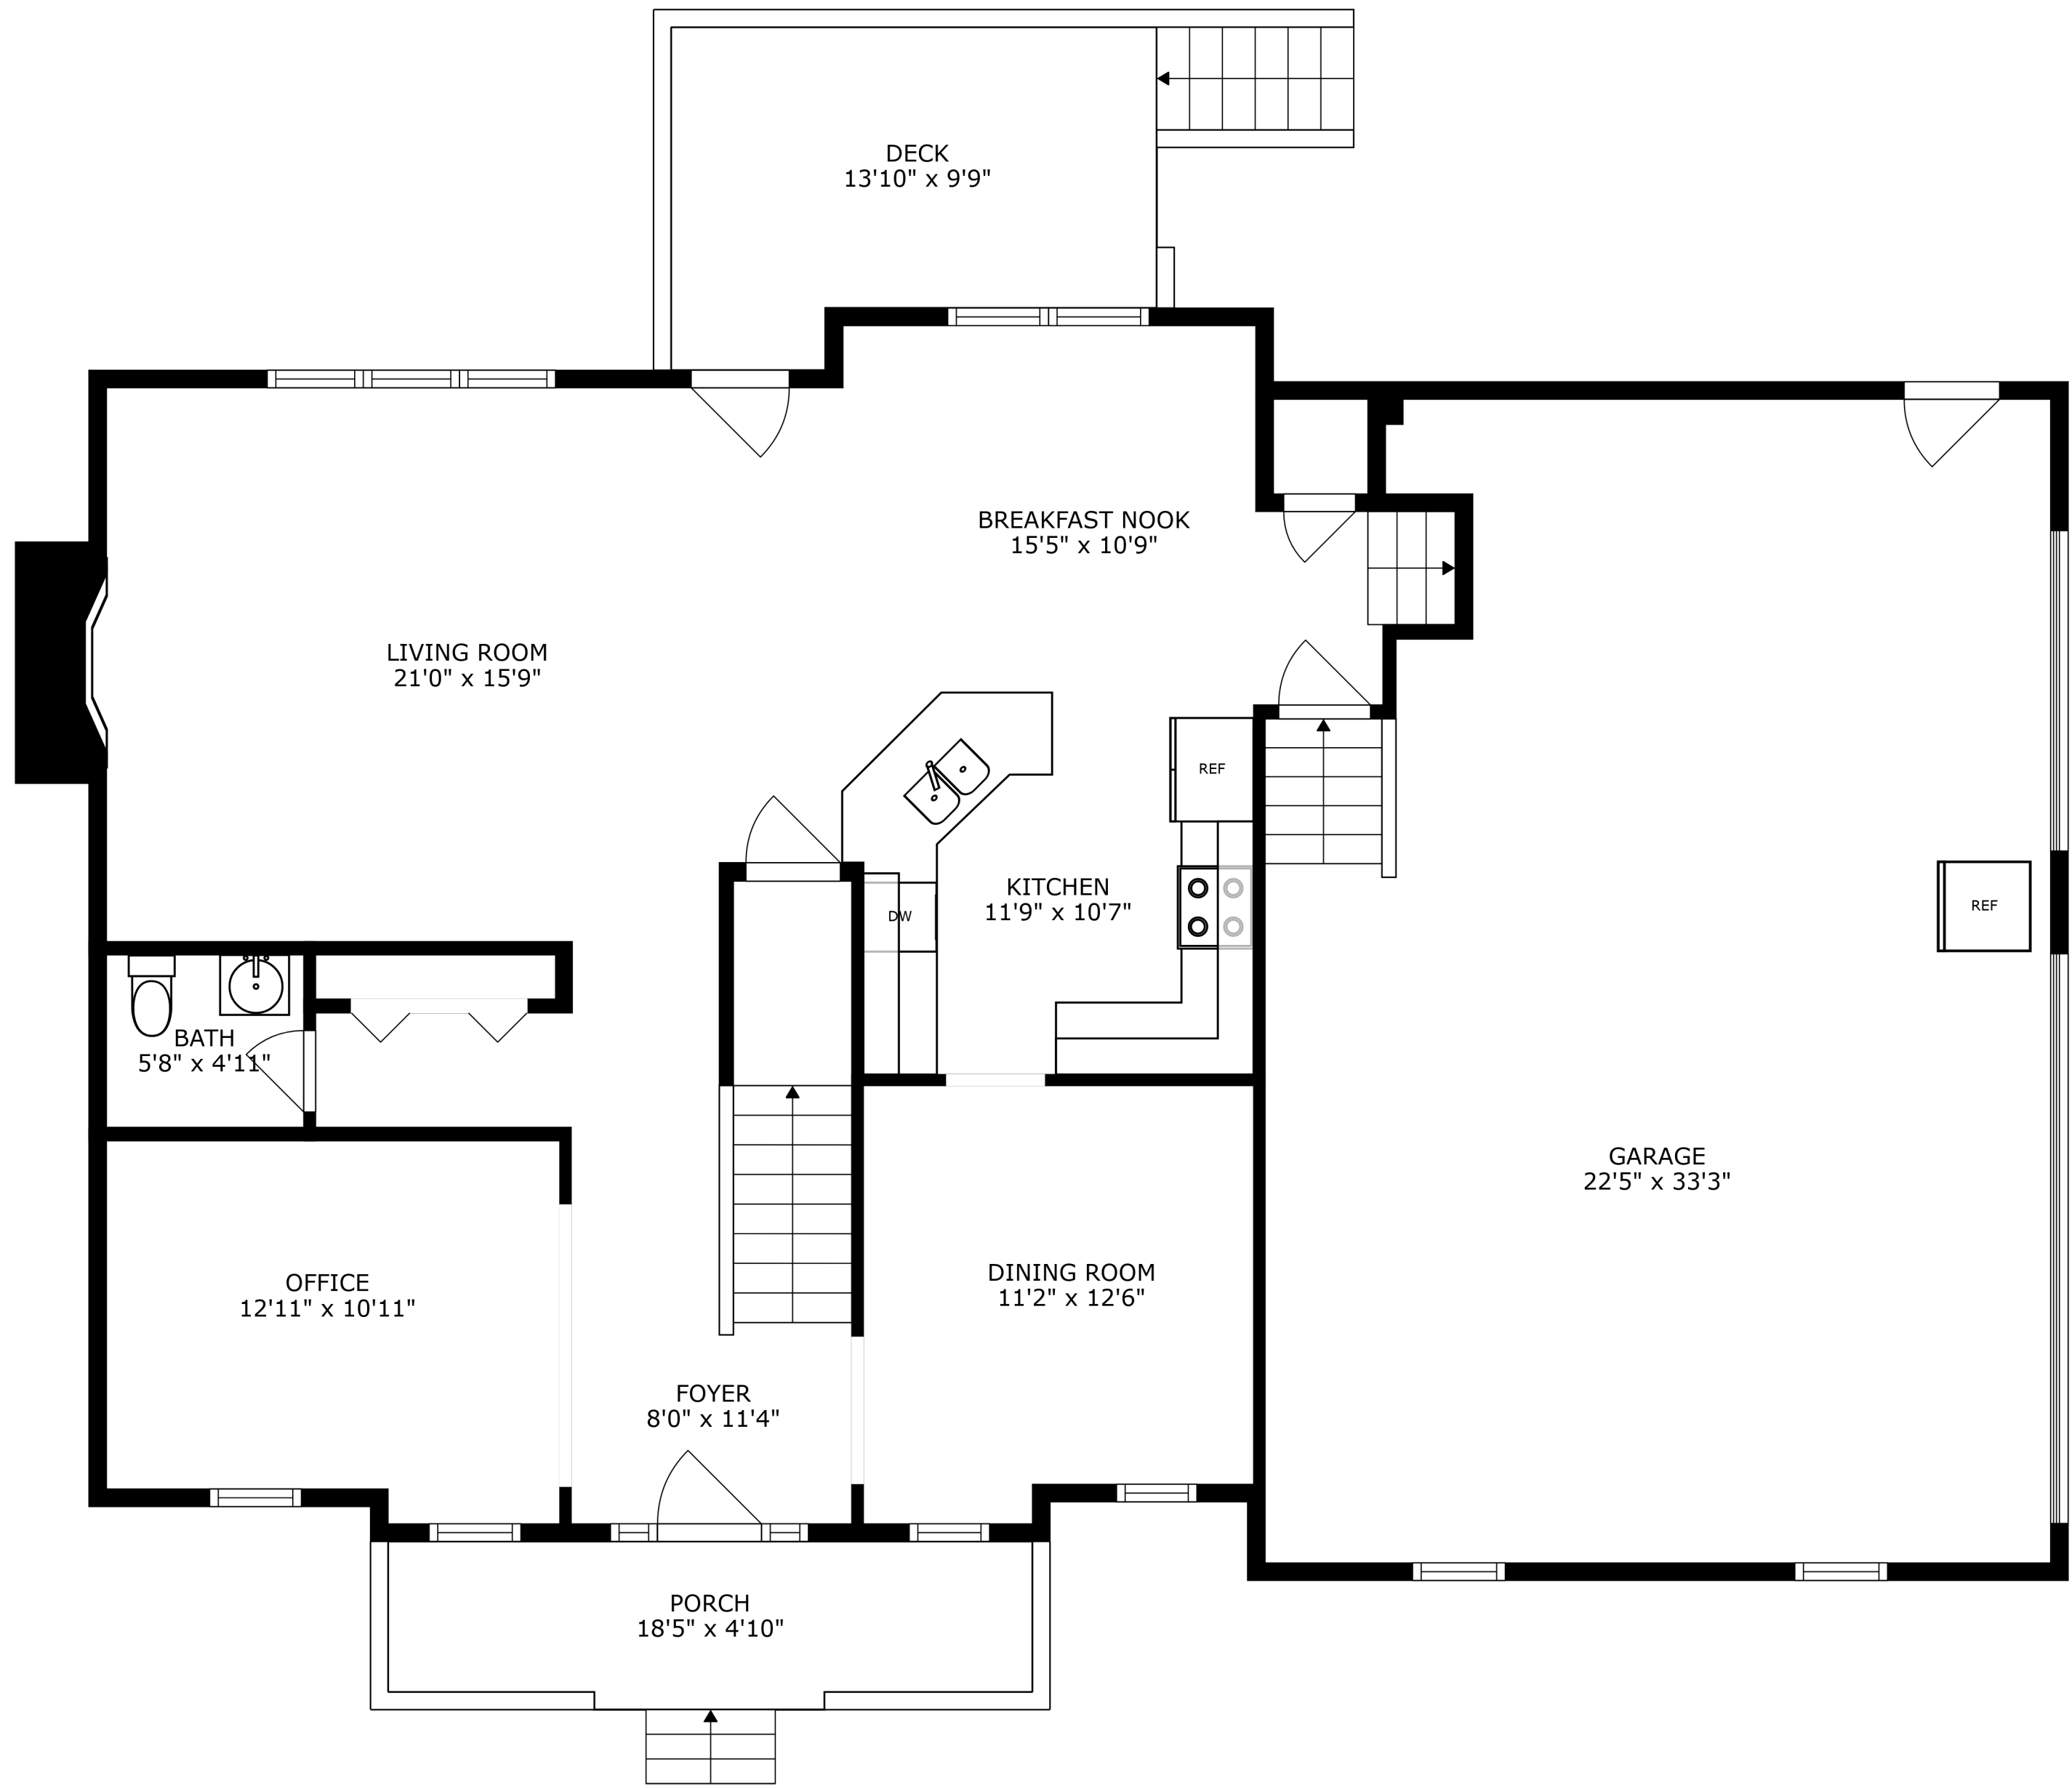 DECK
13'10" x 9'9"
BREAKFAST NOOK
15'5" x 10'9"
LIVING ROOM
21'0" x 15'9"
REF
KITCHEN
11'9" x 10'7"
DW
REF
BATH
5'8" x 4'11"
GARAGE
22'5" x 33'3"
OFFICE
12'11" x 10'11"
DINING ROOM
11'2" x 12'6"
FOYER
8'0" x 11'4"
PORCH
18'5" x 4'10"